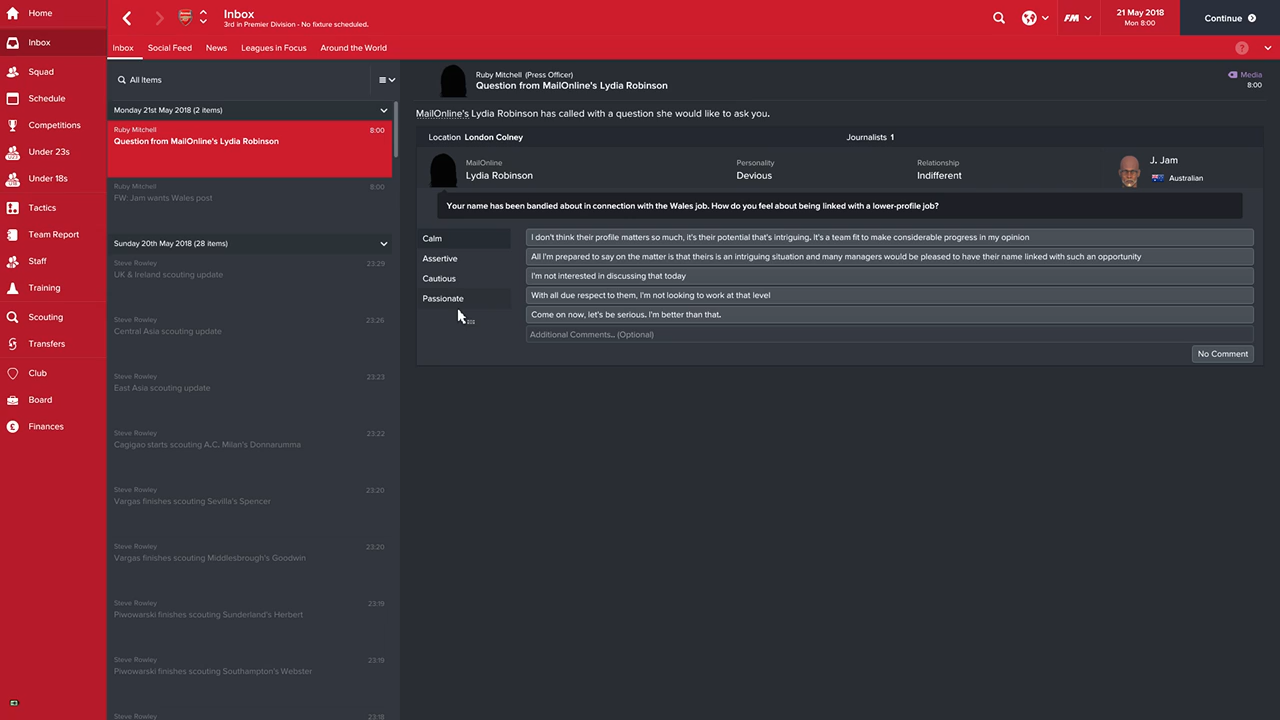 Home
Inbox
Squad
Schedule
Competitions
Under 23s
Under 18s
Tactics
Team Report
Staff
Training
Scouting
Transfers
Club
Board
Finances
Inbox
3rd in Premier Division - No fixture scheduled.
FM
21 May 2018
Mon 8:00
Continue
Inbox
Social Feed
News
Leagues in Focus
Around the World
?
All Items
Monday 21st May 2018 (2 items)
Ruby Mitchell
8:00
Question from MailOnline's Lydia Robinson
Ruby Mitchell
8:00
FW: Jam wants Wales post
Sunday 20th May 2018 (28 items)
Steve Rowley
23:29
UK & Ireland scouting update
Steve Rowley
23:26
Central Asia scouting update
Steve Rowley
23:23
East Asia scouting update
Steve Rowley
23:22
Cagigao starts scouting A.C. Milan's Donnarumma
Steve Rowley
23:20
Vargas finishes scouting Sevilla's Spencer
Steve Rowley
23:20
Vargas finishes scouting Middlesbrough's Goodwin
Steve Rowley
23:19
Piwowarski finishes scouting Sunderland's Herbert
Steve Rowley
23:19
Piwowarski finishes scouting Southampton's Webster
Steve Rowley
23:18
Ruby Mitchell (Press Officer)
Question from MailOnline's Lydia Robinson
Media
8:00
MailOnline's Lydia Robinson has called with a question she would like to ask you.
Location London Colney
Journalists 1
MailOnline
Lydia Robinson
Personality
Devious
Relationship
Indifferent
J. Jam
Australian
Your name has been bandied about in connection with the Wales job. How do you feel about being linked with a lower-profile job?
Calm
Assertive
Cautious
Passionate
I don't think their profile matters so much, it's their potential that's intriguing. It's a team fit to make considerable progress in my opinion
All I'm prepared to say on the matter is that theirs is an intriguing situation and many managers would be pleased to have their name linked with such an opportunity
I'm not interested in discussing that today
With all due respect to them, I'm not looking to work at that level
Come on now, let's be serious. I'm better than that.
Additional Comments... (Optional)
No Comment